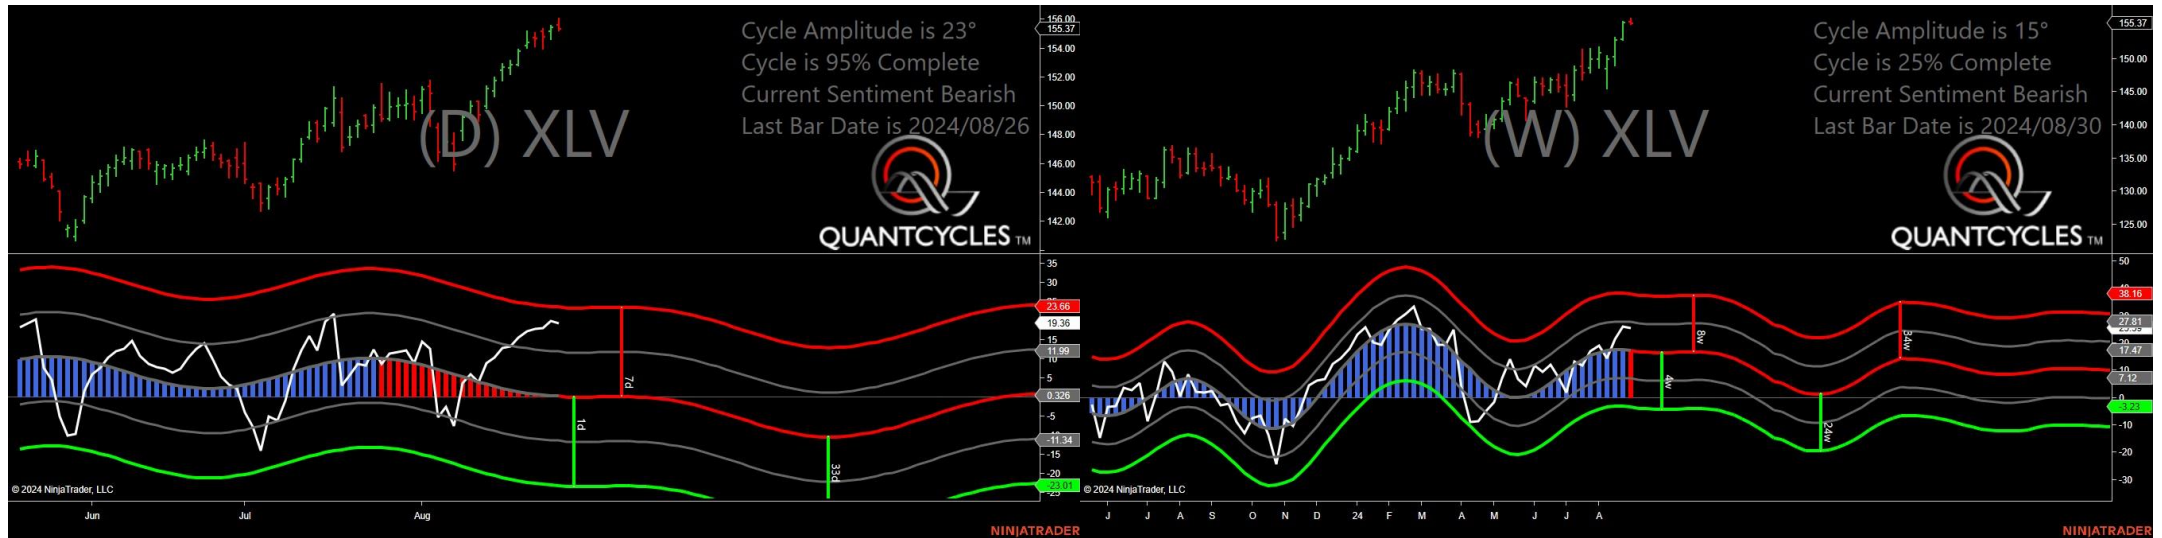 Cycle Amplitude is 23°
Cycle is 95% Complete
Current Sentiment Bearish
Last Bar Date is 2024/08/26
(D) XLV
QUANTCYCLES TM
156.00
155.37
154.00
152.00
150.00
148.00
146.00
144.00
142.00
35
30
23.66
19.36
15
11.99
5
0.326
-5
-11.34
-15
-20
-23.01
7d
1d
33d
© 2024 NinjaTrader, LLC
Jun Jul Aug
NINJATRADER
Cycle Amplitude is 15°
Cycle is 25% Complete
Current Sentiment Bearish
Last Bar Date is 2024/08/30
(W) XLV
QUANTCYCLES TM
155.37
150.00
145.00
140.00
135.00
130.00
125.00
50
38.16
27.81
17.47
7.12
0
-3.23
-10
-20
-30
8w
34w
4w
24w
© 2024 NinjaTrader, LLC
J J A S O N D 24 F M A M J J A
NINJATRADER